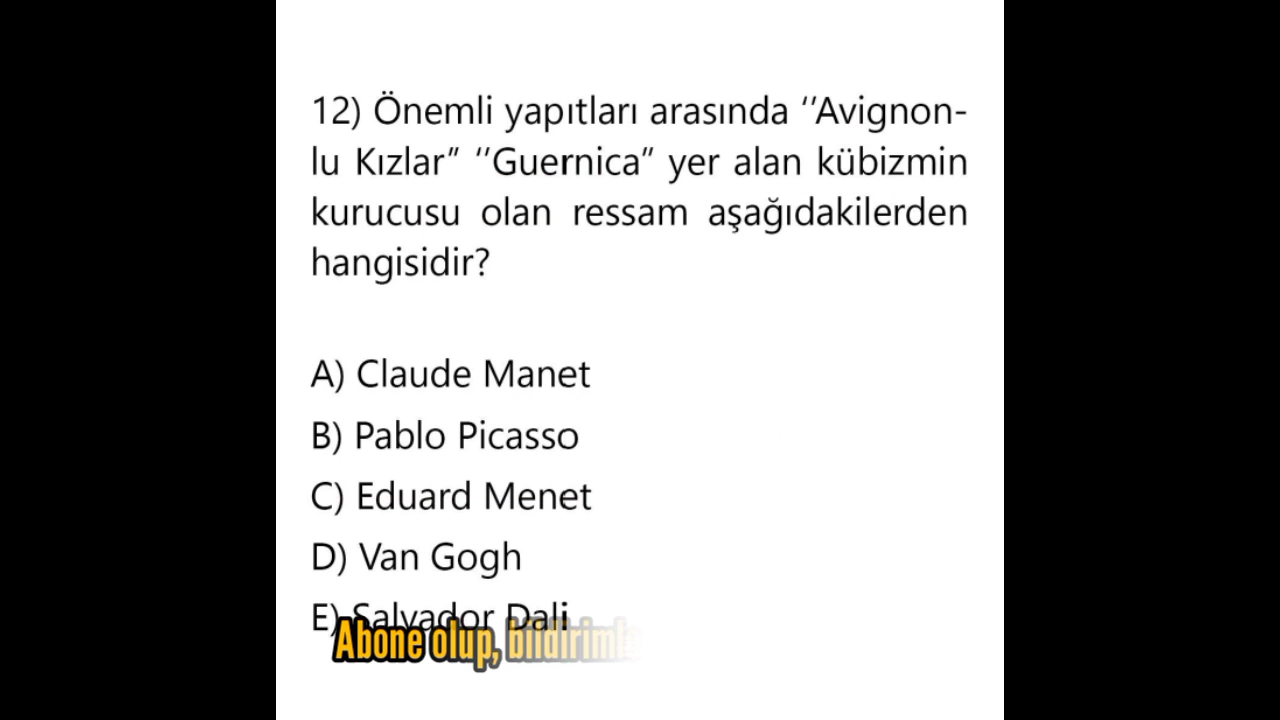 12) Önemli yapıtları arasında ‘’Avignon-
lu Kızlar” ‘’Guernica” yer alan kübizmin
kurucusu olan ressam aşağıdakilerden
hangisidir?
A) Claude Manet
B) Pablo Picasso
C) Eduard Menet
D) Van Gogh
E) Salvador Dali
Abone olup,